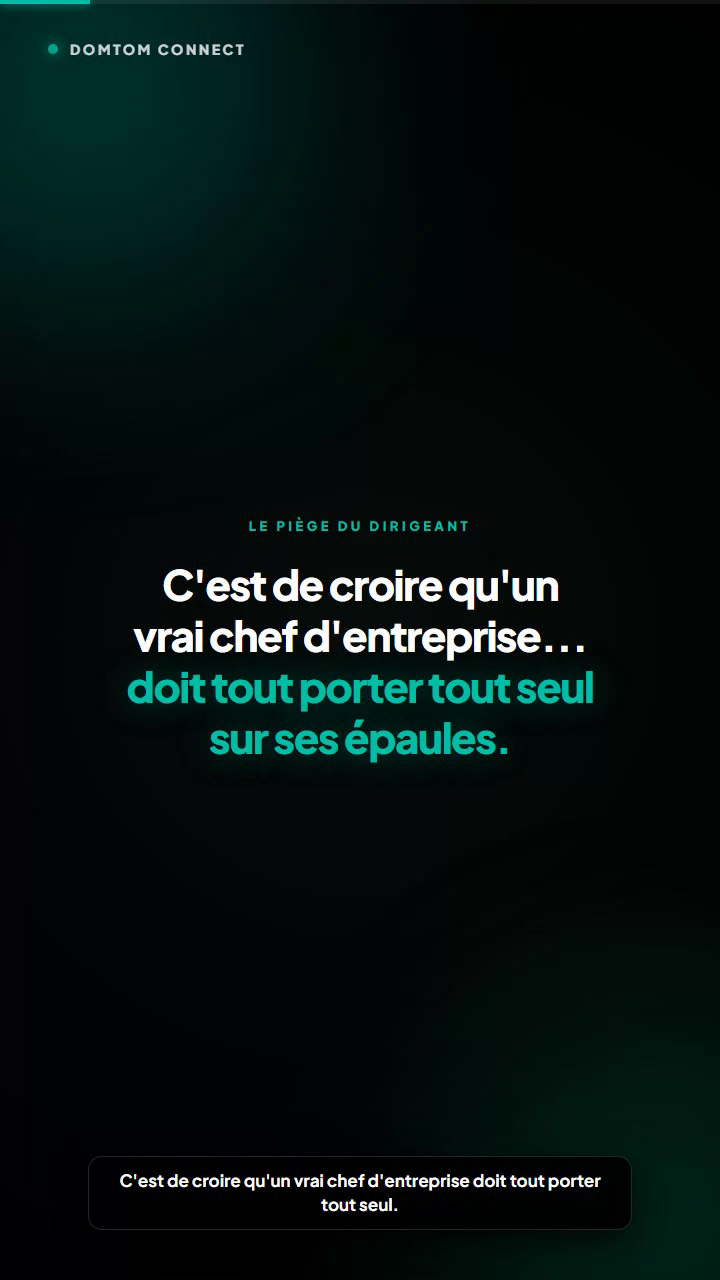 DOMTOM CONNECT
LE PIÈGE DU DIRIGEANT
C'est de croire qu'un
vrai chef d'entreprise...
doit tout porter tout seul
sur ses épaules.
C'est de croire qu'un vrai chef d'entreprise doit tout porter
tout seul.